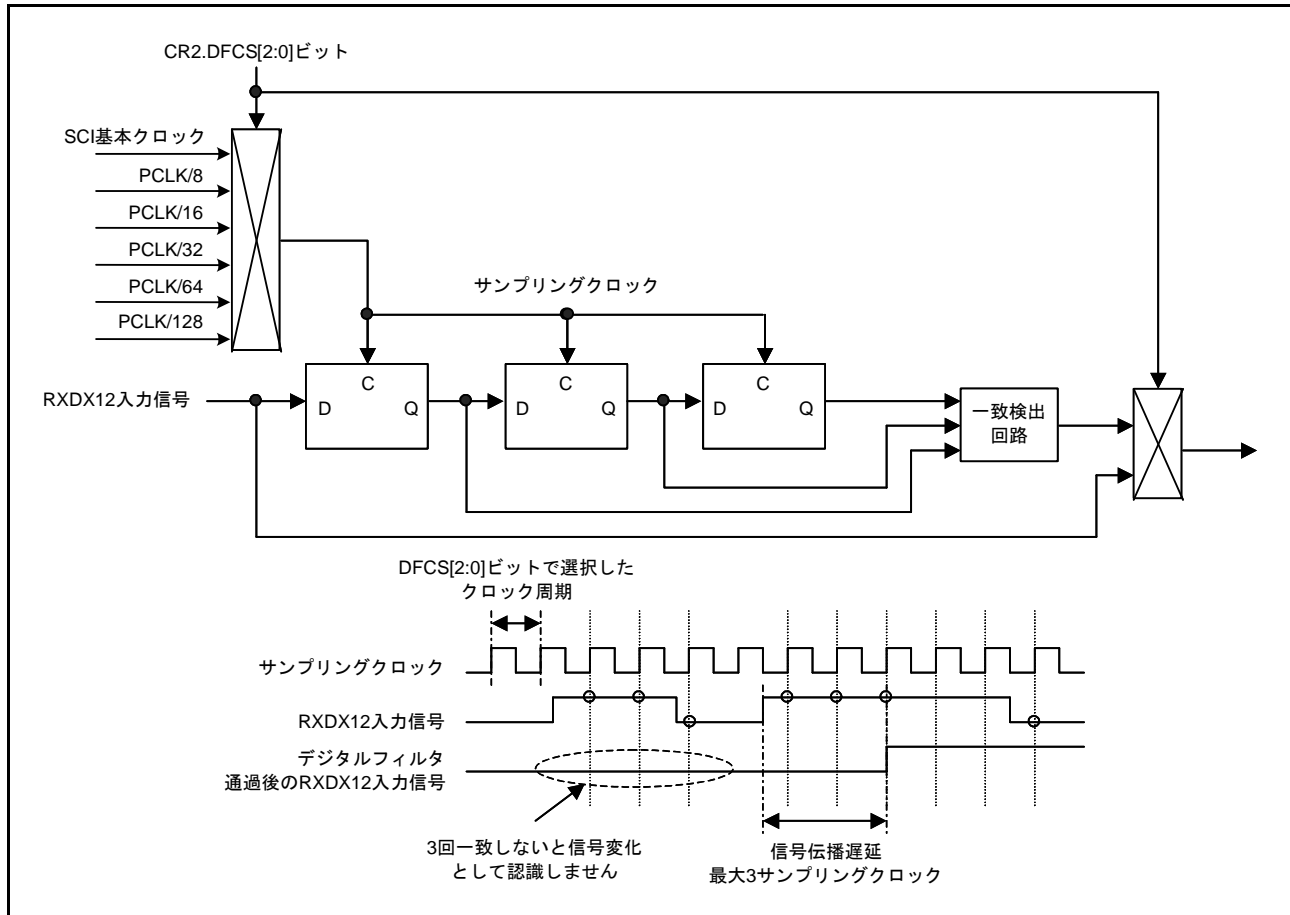 CR2.DFCS[2:0]ビット
SCI基本クロック
PCLK/8
PCLK/16
PCLK/32
PCLK/64
PCLK/128
サンプリングクロック
RXDX12入力信号
C
D
Q
C
D
Q
C
D
Q
一致検出
回路
DFCS[2:0]ビットで選択した
クロック周期
サンプリングクロック
RXDX12入力信号
デジタルフィルタ
通過後のRXDX12入力信号
3回一致しないと信号変化
として認識しません
信号伝播遅延
最大3サンプリングクロック